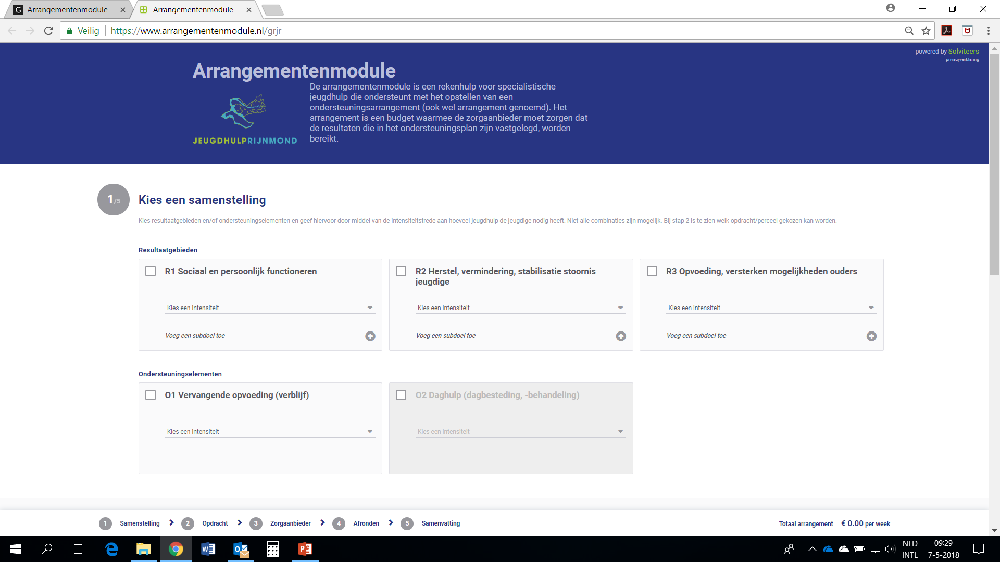 G Arrangementenmodule
Arrangementenmodule
Veilig
https://www.arrangementenmodule.nl/grjr
powered by Solviteers
privacyverklaring
Arrangementenmodule
De arrangementenmodule is een rekenhulp voor specialistische
jeugdhulp die ondersteunt met het opstellen van een
ondersteuningsarrangement (ook wel arrangement genoemd). Het
arrangement is een budget waarmee de zorgaanbieder moet zorgen dat
de resultaten die in het ondersteuningsplan zijn vastgelegd, worden
bereikt.
JEUGDHULPRIJNMOND
1/5
Kies een samenstelling
Kies resultaatgebieden en/of ondersteuningselementen en geef hiervoor door middel van de intensiteitstrede aan hoeveel jeugdhulp de jeugdige nodig heeft. Niet alle combinaties zijn mogelijk. Bij stap 2 is te zien welk opdracht/perceel gekozen kan worden.
Resultaatgebieden
R1 Sociaal en persoonlijk functioneren
Kies een intensiteit
Voeg een subdoel toe
R2 Herstel, vermindering, stabilisatie stoornis
jeugdige
Kies een intensiteit
Voeg een subdoel toe
R3 Opvoeding, versterken mogelijkheden ouders
Kies een intensiteit
Voeg een subdoel toe
Ondersteuningselementen
O1 Vervangende opvoeding (verblijf)
Kies een intensiteit
O2 Daghulp (dagbesteding, -behandeling)
Kies een intensiteit
1 Samenstelling 2 Opdracht 3 Zorgaanbieder 4 Afronden 5 Samenvatting
Totaal arrangement € 0.00 per week
NLD
INTL
09:29
7-5-2018